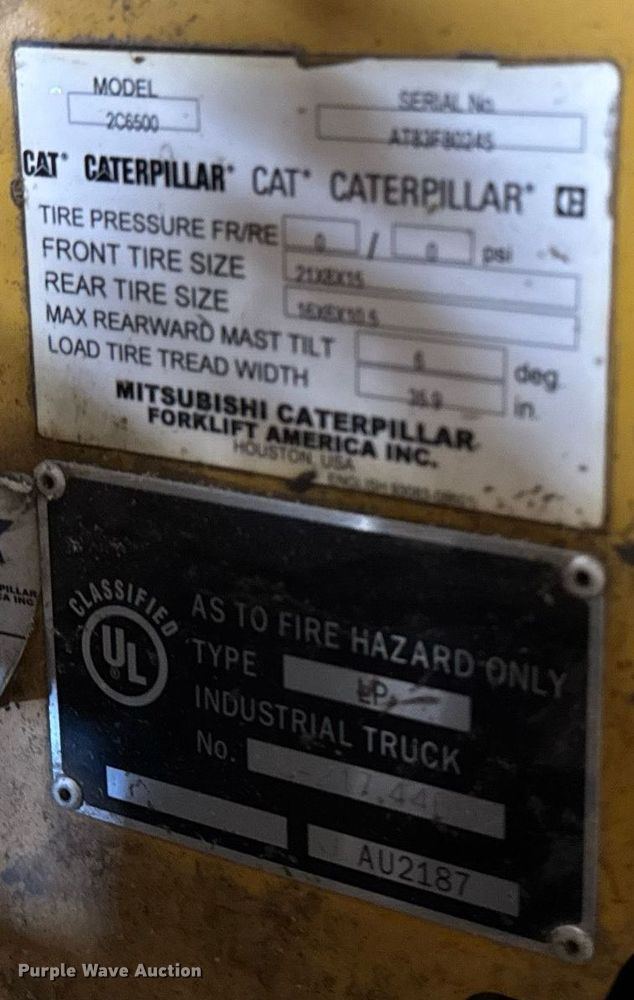 MODEL
SERIAL No.
2C6500
AT83F80245
CAT CATERPILLAR CAT CATERPILLAR
TIRE PRESSURE FR/RE 0 / 0 psi
FRONT TIRE SIZE 21X8X15
REAR TIRE SIZE 16X6X10.5
MAX REARWARD MAST TILT 6 deg.
LOAD TIRE TREAD WIDTH 36.9 in.
MITSUBISHI CATERPILLAR
FORKLIFT AMERICA INC.
HOUSTON, USA
ENGLISH
CLASSIFIED
UL
AS TO FIRE HAZARD ONLY
TYPE LP
INDUSTRIAL TRUCK
No.
AU2187
Purple Wave Auction